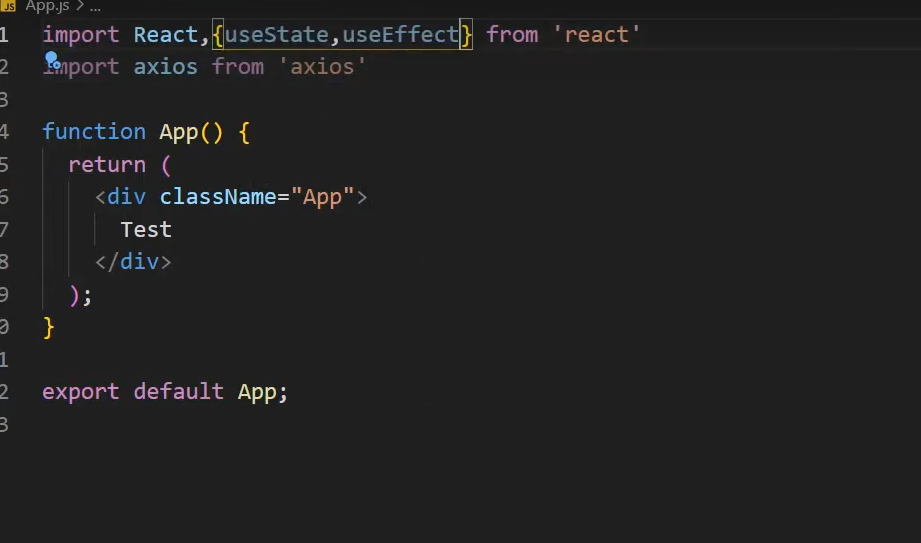 JS App.js > ...
1 import React,{useState,useEffect} from 'react'
2 import axios from 'axios'
3
4 function App() {
5   return (
6     <div className="App">
7       Test
8     </div>
9   );
0 }
1
2 export default App;
3